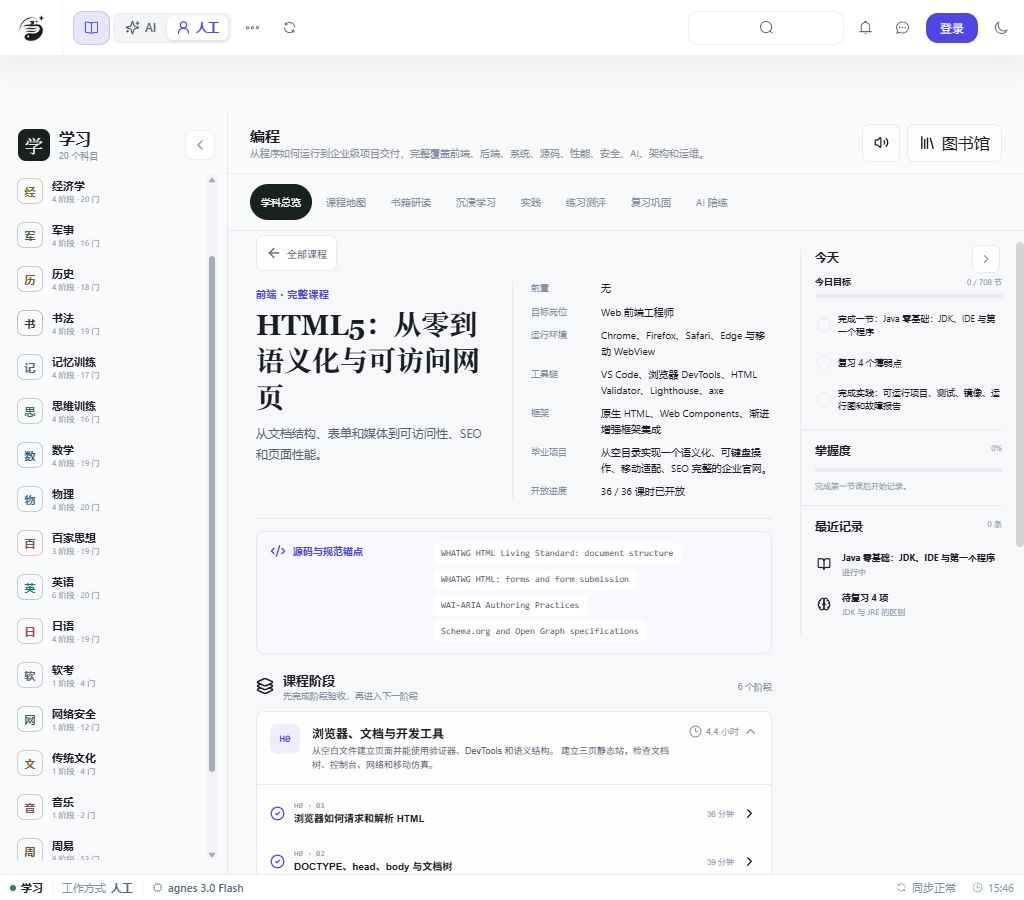 AI
人工
登录
学
学习
20 个科目
经
经济学
4 阶段 · 20 门
军
军事
4 阶段 · 16 门
历
历史
4 阶段 · 18 门
书
书法
4 阶段 · 19 门
记
记忆训练
4 阶段 · 17 门
思
思维训练
4 阶段 · 16 门
数
数学
4 阶段 · 19 门
物
物理
4 阶段 · 20 门
百
百家思想
3 阶段 · 19 门
英
英语
6 阶段 · 20 门
日
日语
4 阶段 · 19 门
软
软考
1 阶段 · 4 门
网
网络安全
1 阶段 · 12 门
文
传统文化
1 阶段 · 4 门
音
音乐
1 阶段 · 2 门
周
周易
编程
从程序如何运行到企业级项目交付，完整覆盖前端、后端、系统、源码、性能、安全、AI、架构和运维。
图书馆
学科总览
课程地图
书籍研读
沉浸学习
实践
练习测评
复习巩固
AI 陪练
全部课程
前端 · 完整课程
HTML5：从零到
语义化与可访问网
页
从文档结构、表单和媒体到可访问性、SEO
和页面性能。
前置 无
目标岗位 Web 前端工程师
运行环境 Chrome、Firefox、Safari、Edge 与移
动 WebView
工具链 VS Code、浏览器 DevTools、HTML
Validator、Lighthouse、axe
框架 原生 HTML、Web Components、渐进
增强框架集成
毕业项目 从空目录实现一个语义化、可键盘操
作、移动适配、SEO 完整的企业官网。
开放进度 36 / 36 课时已开放
源码与规范锚点
WHATWG HTML Living Standard: document structure
WHATWG HTML: forms and form submission
WAI-ARIA Authoring Practices
Schema.org and Open Graph specifications
课程阶段
先完成阶段验收，再进入下一阶段
6 个阶段
H0
浏览器、文档与开发工具
从空白文件建立页面并能使用验证器、DevTools 和语义结构。 建立三页静态站，检查文档
树、控制台、网络和移动仿真。
4.4 小时
H0 · 01
浏览器如何请求和解析 HTML
36 分钟
H0 · 02
DOCTYPE、head、body 与文档树
39 分钟
今天
今日目标
0 / 708 节
完成一节：Java 零基础：JDK、IDE 与第
一个程序
复习 4 个薄弱点
完成实践：可运行项目、测试、镜像、运
行图和故障报告
掌握度
0%
完成第一节课后开始记录。
最近记录
0 条
Java 零基础：JDK、IDE 与第一个程序
进行中
待复习 4 项
JDK 与 JRE 的区别
学习
工作方式 人工
agnes 3.0 Flash
同步正常
15:46